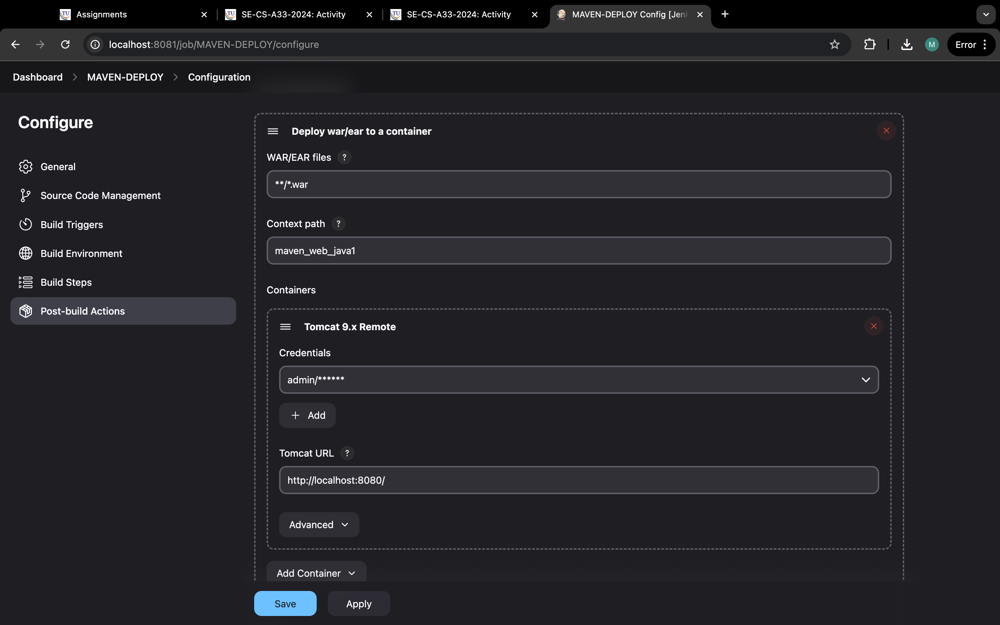 Assignments
SE-CS-A33-2024: Activity
SE-CS-A33-2024: Activity
MAVEN-DEPLOY Config [Jenk
localhost:8081/job/MAVEN-DEPLOY/configure
M
Error
Dashboard > MAVEN-DEPLOY > Configuration
Configure
General
Source Code Management
Build Triggers
Build Environment
Build Steps
Post-build Actions
Deploy war/ear to a container
WAR/EAR files ?
**/*.war
Context path ?
maven_web_java1
Containers
Tomcat 9.x Remote
Credentials
admin/******
+ Add
Tomcat URL ?
http://localhost:8080/
Advanced
Add Container
Save
Apply